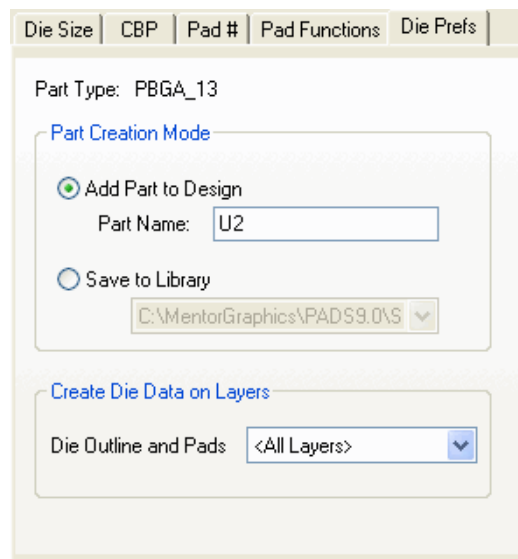 Die Size CBP Pad # Pad Functions Die Prefs
Part Type: PBGA_13
Part Creation Mode
Add Part to Design
Part Name: U2
Save to Library
C:\MentorGraphics\PADS9.0\S
Create Die Data on Layers
Die Outline and Pads <All Layers>